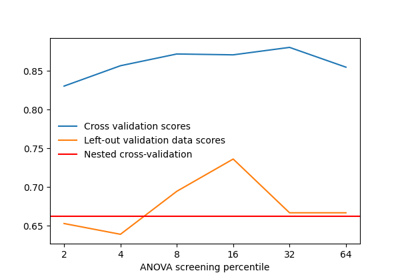 0.85
0.80
0.75
0.70
0.65
Cross validation scores
Left-out validation data scores
Nested cross-validation
2 4 8 16 32 64
ANOVA screening percentile